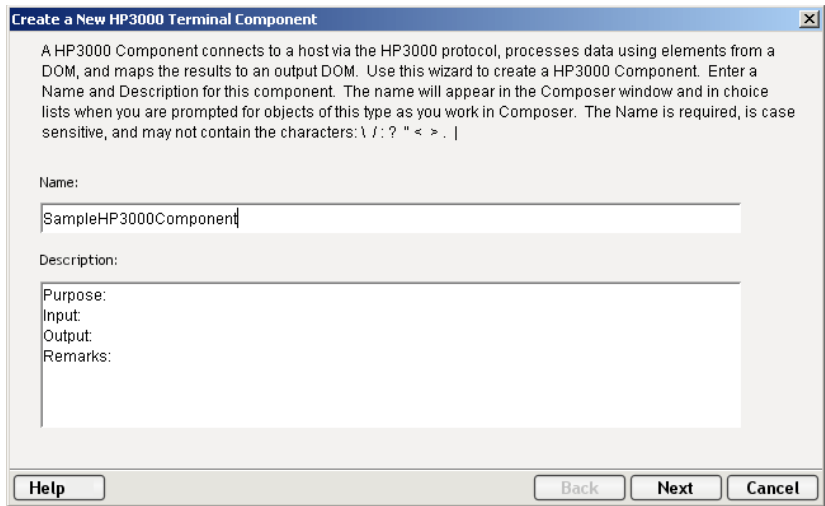 Create a New HP3000 Terminal Component
A HP3000 Component connects to a host via the HP3000 protocol, processes data using elements from a
DOM, and maps the results to an output DOM. Use this wizard to create a HP3000 Component. Enter a
Name and Description for this component. The name will appear in the Composer window and in choice
lists when you are prompted for objects of this type as you work in Composer. The Name is required, is case
sensitive, and may not contain the characters: \ / : ? " < > . |
Name:
SampleHP3000Component
Description:
Purpose:
Input:
Output:
Remarks:
Help Back Next Cancel